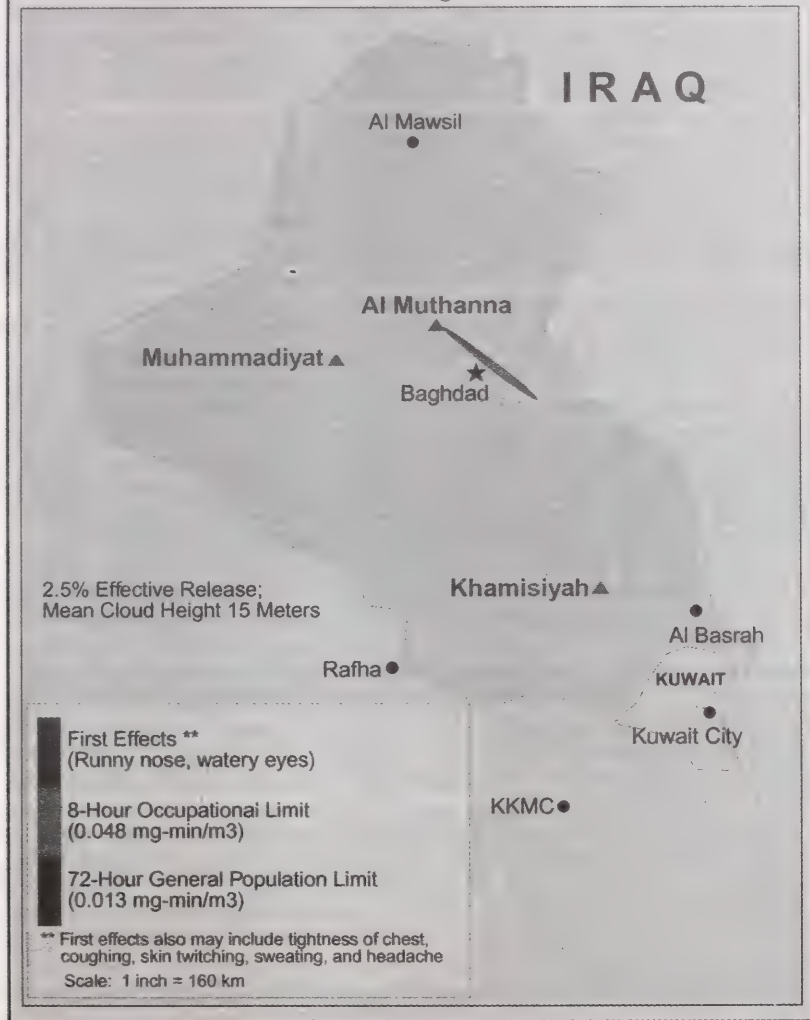 IRAQ
Al Mawsil
Al Muthanna
Muhammadiyat
Baghdad
2.5% Effective Release;
Mean Cloud Height 15 Meters
Khamisiyah
Al Basrah
Rafha
KUWAIT
Kuwait City
First Effects **
(Runny nose, watery eyes)
8-Hour Occupational Limit
(0.048 mg-min/m3)
KKMC
72-Hour General Population Limit
(0.013 mg-min/m3)
** First effects also may include tightness of chest,
coughing, skin twitching, sweating, and headache
Scale: 1 inch = 160 km